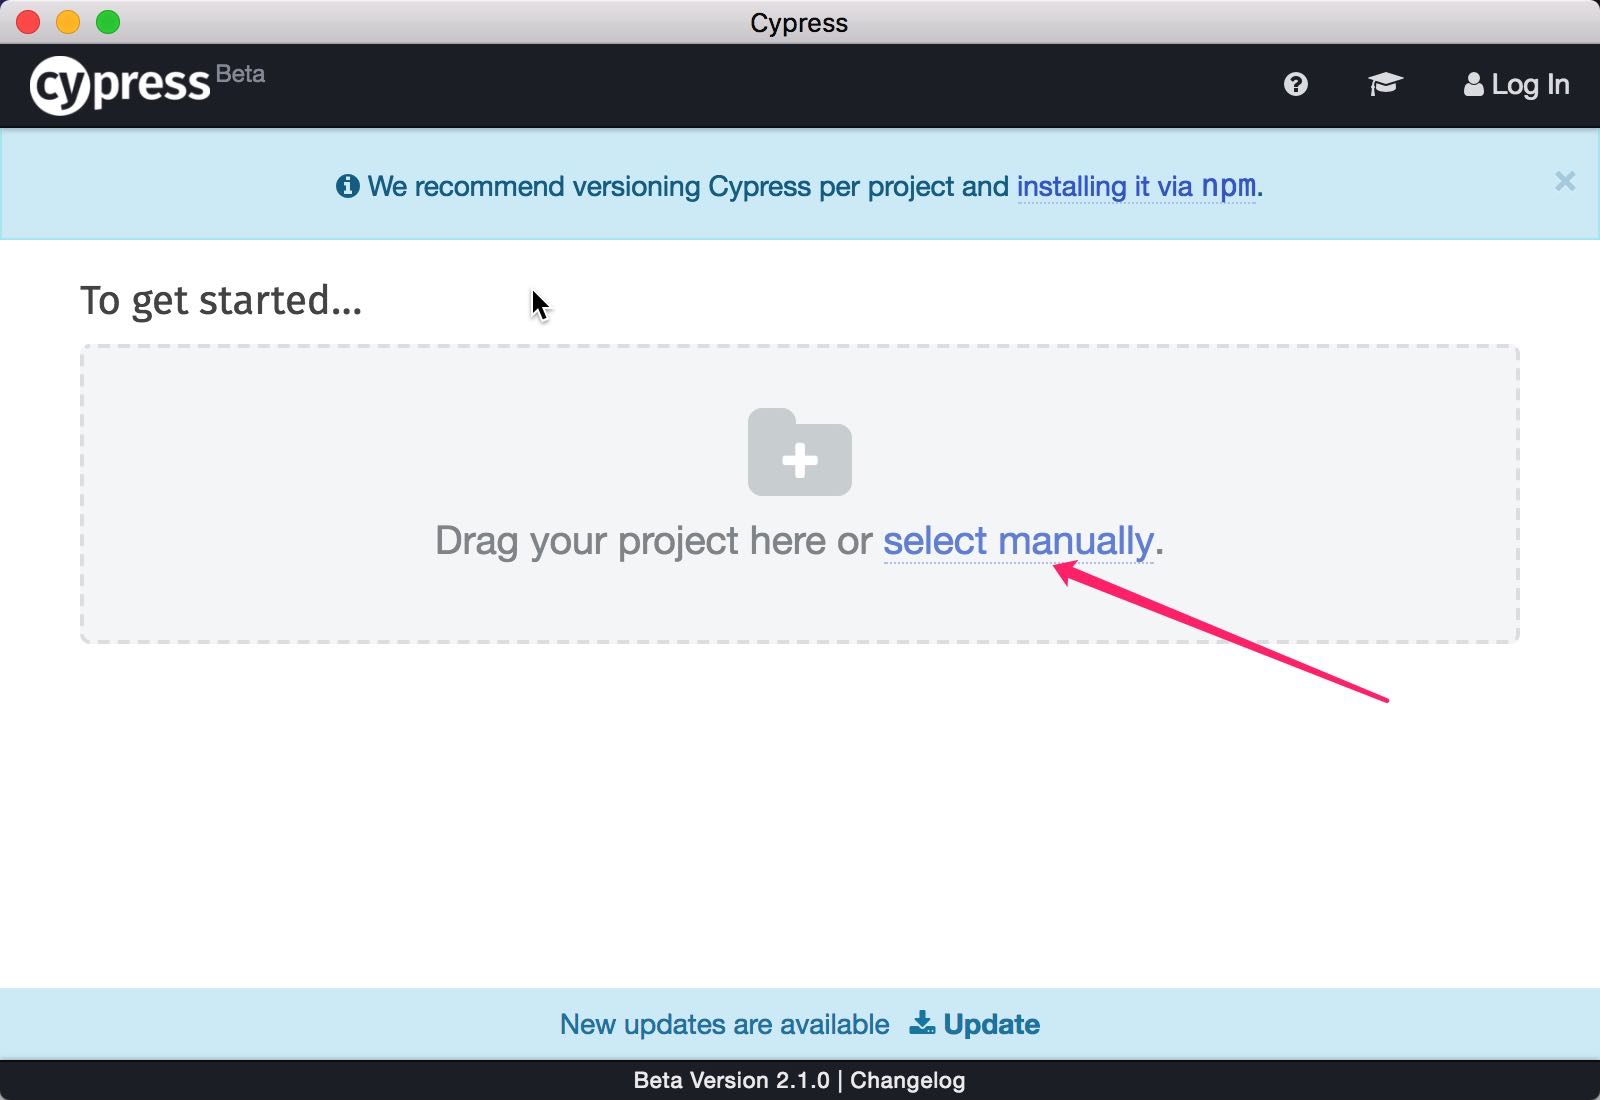 Cypress
cypress Beta
Log In
We recommend versioning Cypress per project and installing it via npm.
To get started...
Drag your project here or select manually.
New updates are available Update
Beta Version 2.1.0 | Changelog